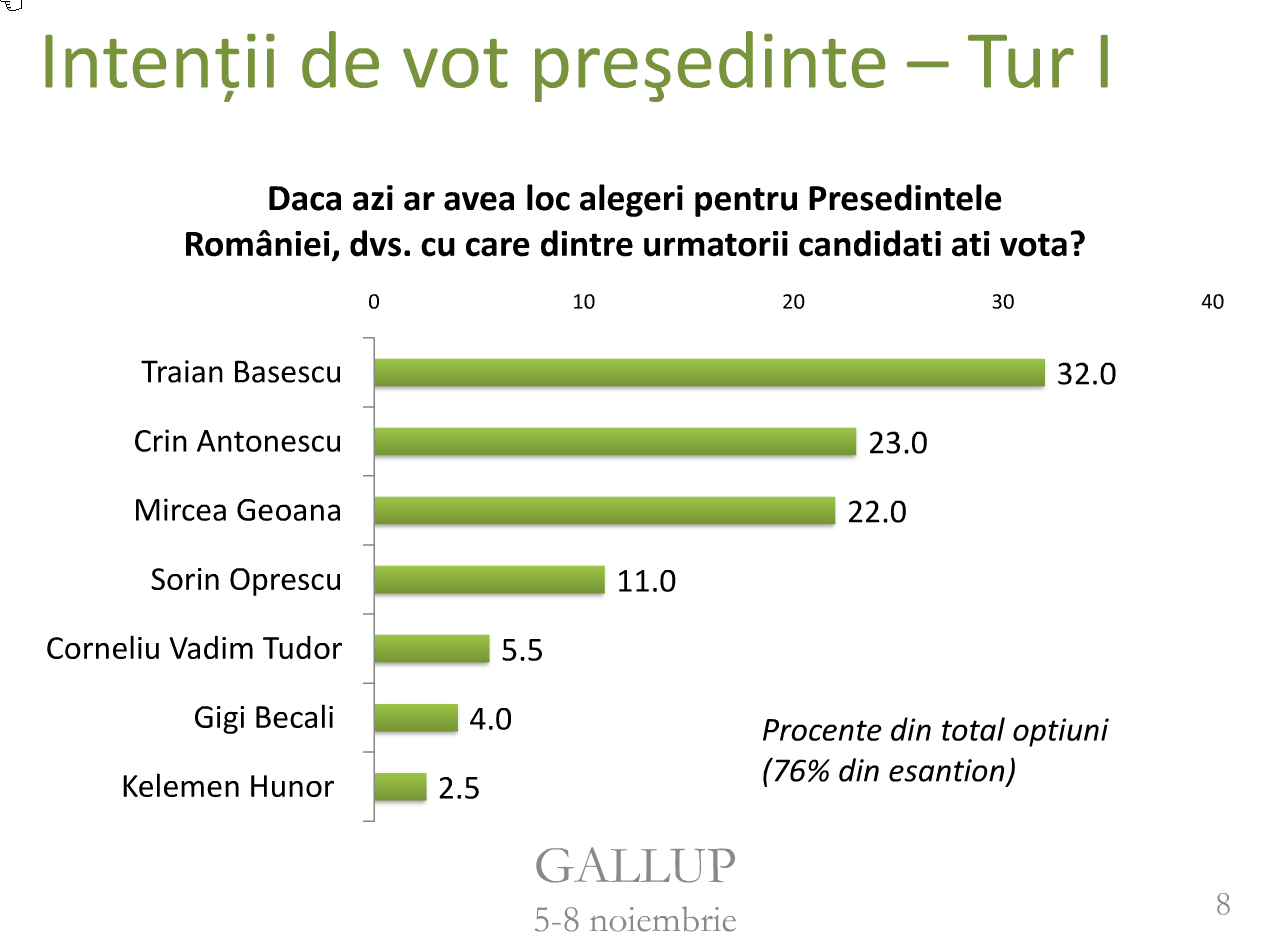 Intenții de vot preşedinte – Tur I
Daca azi ar avea loc alegeri pentru Presedintele
României, dvs. cu care dintre urmatorii candidati ati vota?
0 10 20 30 40
Traian Basescu 32.0
Crin Antonescu 23.0
Mircea Geoana 22.0
Sorin Oprescu 11.0
Corneliu Vadim Tudor 5.5
Gigi Becali 4.0
Kelemen Hunor 2.5
Procente din total optiuni
(76% din esantion)
GALLUP
5-8 noiembrie
8